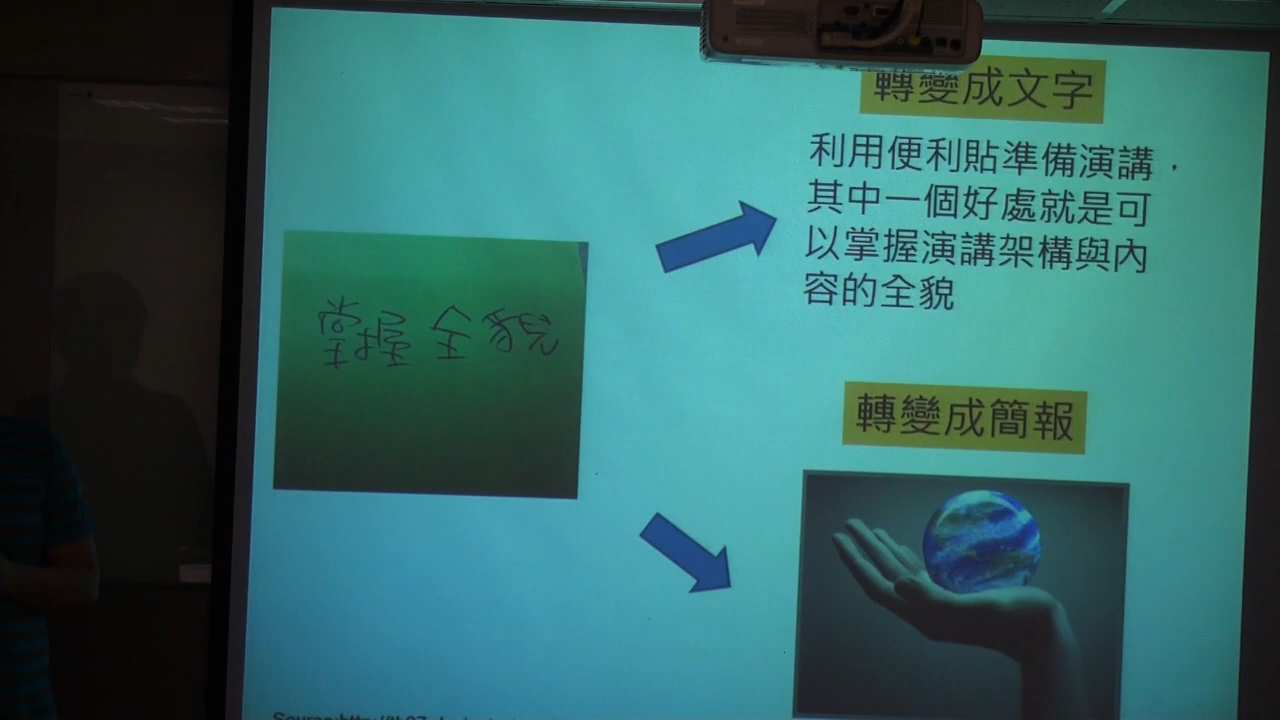 轉變成文字
利用便利貼準備演講，
其中一個好處就是可
以掌握演講架構與內
容的全貌
掌握 全貌
轉變成簡報